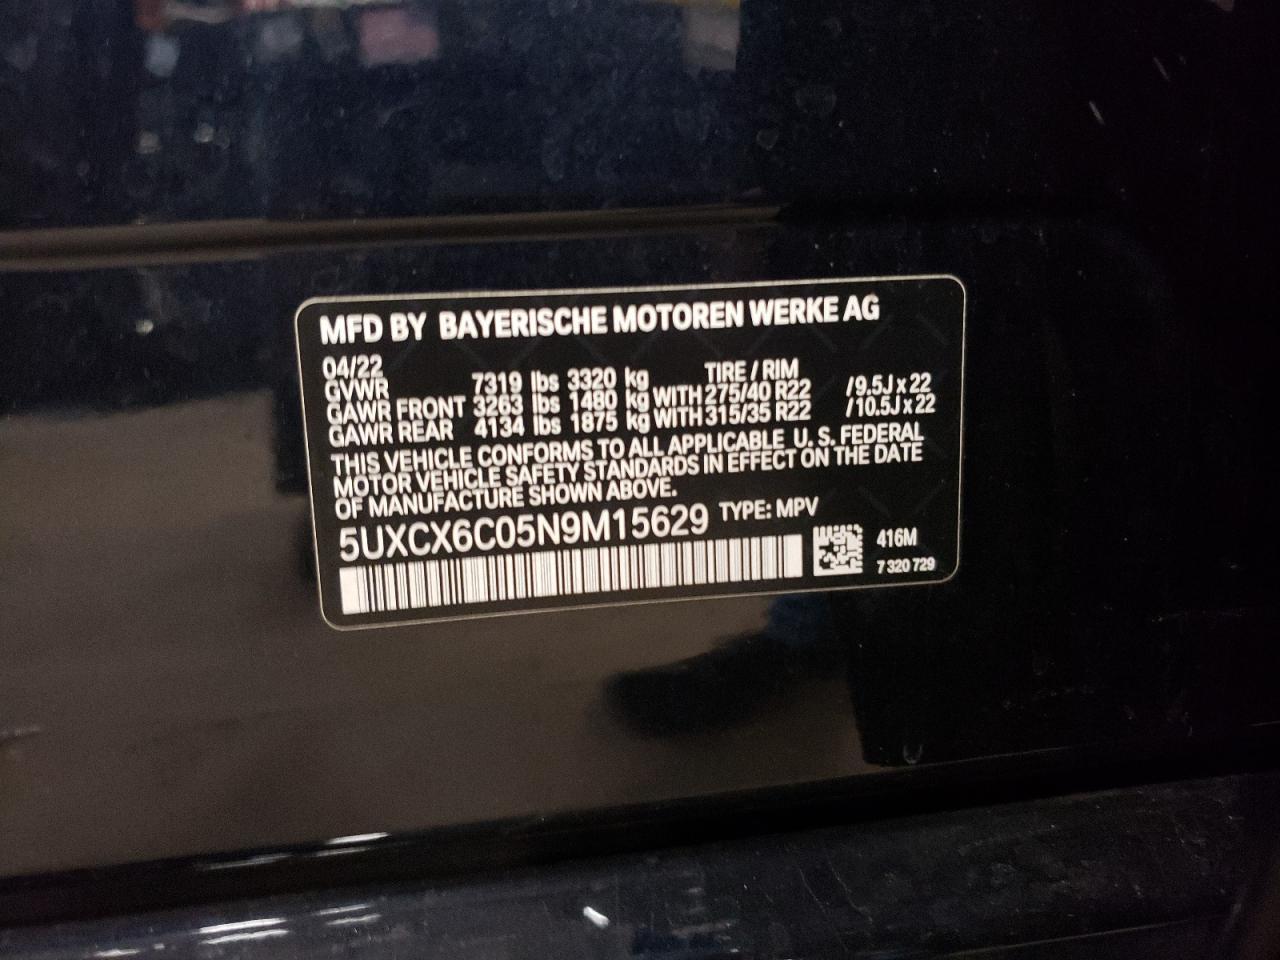 MFD BY BAYERISCHE MOTOREN WERKE AG
04/22 TIRE / RIM
GVWR 7319 lbs 3320 kg
GAWR FRONT 3263 lbs 1480 kg WITH 275/40 R22 /9.5J x 22
GAWR REAR 4134 lbs 1875 kg WITH 315/35 R22 /10.5J x 22
THIS VEHICLE CONFORMS TO ALL APPLICABLE U. S. FEDERAL
MOTOR VEHICLE SAFETY STANDARDS IN EFFECT ON THE DATE
OF MANUFACTURE SHOWN ABOVE.
5UXCX6C05N9M15629 TYPE: MPV
416M
7 320 729